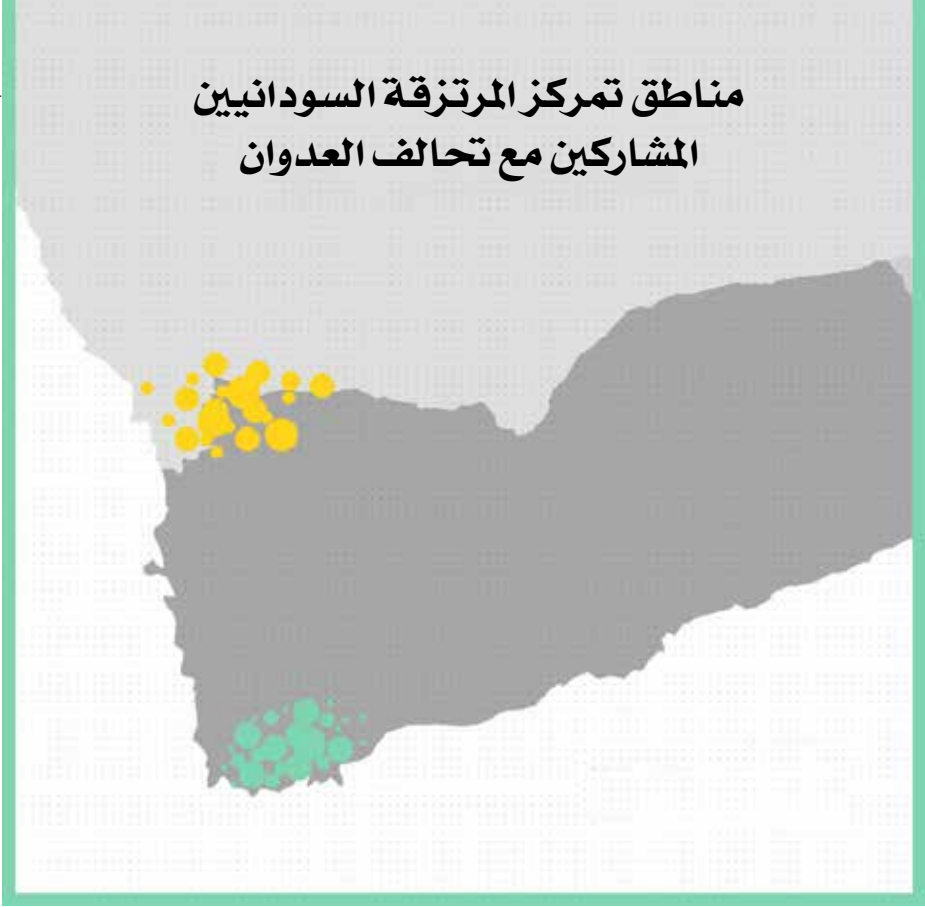 مناطق تمركز المرتزقة السودانيين
المشاركين مع تحالف العدوان